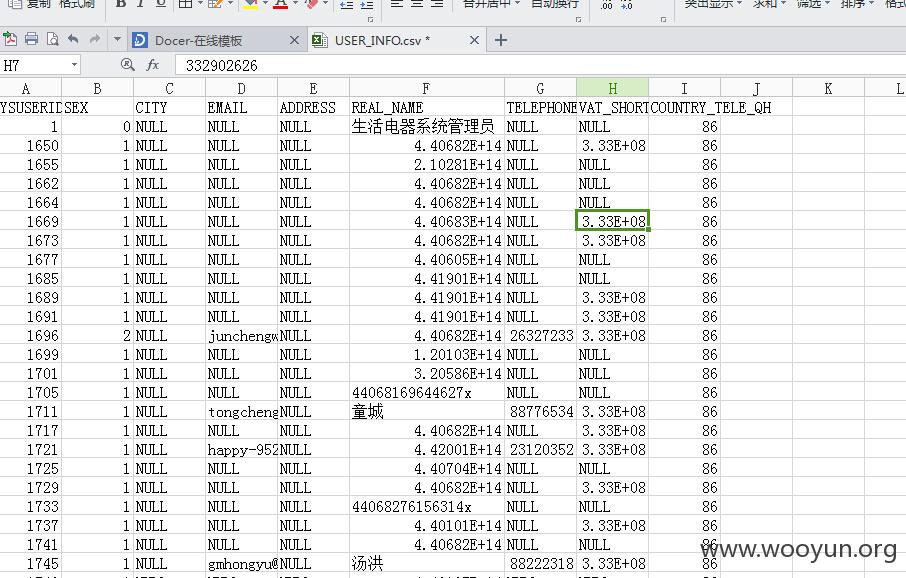 复制 格式刷 B I U A 合并居中 自动换行 .00 突出显示 求和 筛选 排序 格式
Docer-在线模板 USER_INFO.csv *
H7 fx 332902626
A B C D E F G H I J K L
YSUSERID SEX CITY EMAIL ADDRESS REAL_NAME TELEPHONE VAT_SHORT COUNTRY_TELE_QH
1 0 NULL NULL NULL 生活电器系统管理员 NULL NULL 86
1650 1 NULL NULL NULL 4.40682E+14 NULL 3.33E+08 86
1655 1 NULL NULL NULL 2.10281E+14 NULL NULL 86
1662 1 NULL NULL NULL 4.40682E+14 NULL NULL 86
1664 1 NULL NULL NULL 4.40682E+14 NULL NULL 86
1669 1 NULL NULL NULL 4.40683E+14 NULL 3.33E+08 86
1673 1 NULL NULL NULL 4.40682E+14 NULL 3.33E+08 86
1677 1 NULL NULL NULL 4.40605E+14 NULL NULL 86
1685 1 NULL NULL NULL 4.41901E+14 NULL NULL 86
1689 1 NULL NULL NULL 4.41901E+14 NULL 3.33E+08 86
1691 1 NULL NULL NULL 4.41901E+14 NULL 3.33E+08 86
1696 2 NULL junchengw NULL 4.40682E+14 26327233 3.33E+08 86
1699 1 NULL NULL NULL 1.20103E+14 NULL NULL 86
1701 1 NULL NULL NULL 3.20586E+14 NULL NULL 86
1705 1 NULL NULL NULL 44068169644627x NULL NULL 86
1711 1 NULL tongcheng NULL 童城 88776534 3.33E+08 86
1717 1 NULL NULL NULL 4.40682E+14 NULL 3.33E+08 86
1721 1 NULL happy-952 NULL 4.42001E+14 23120352 3.33E+08 86
1725 1 NULL NULL NULL 4.40704E+14 NULL NULL 86
1729 1 NULL NULL NULL 4.40682E+14 NULL 3.33E+08 86
1733 1 NULL NULL NULL 44068276156314x NULL NULL 86
1737 1 NULL NULL NULL 4.40101E+14 NULL 3.33E+08 86
1741 1 NULL NULL NULL 4.40682E+14 NULL NULL 86
1745 1 NULL gmhongyu@ NULL 汤洪 88222318 3.33E+08 86
www.wooyun.org